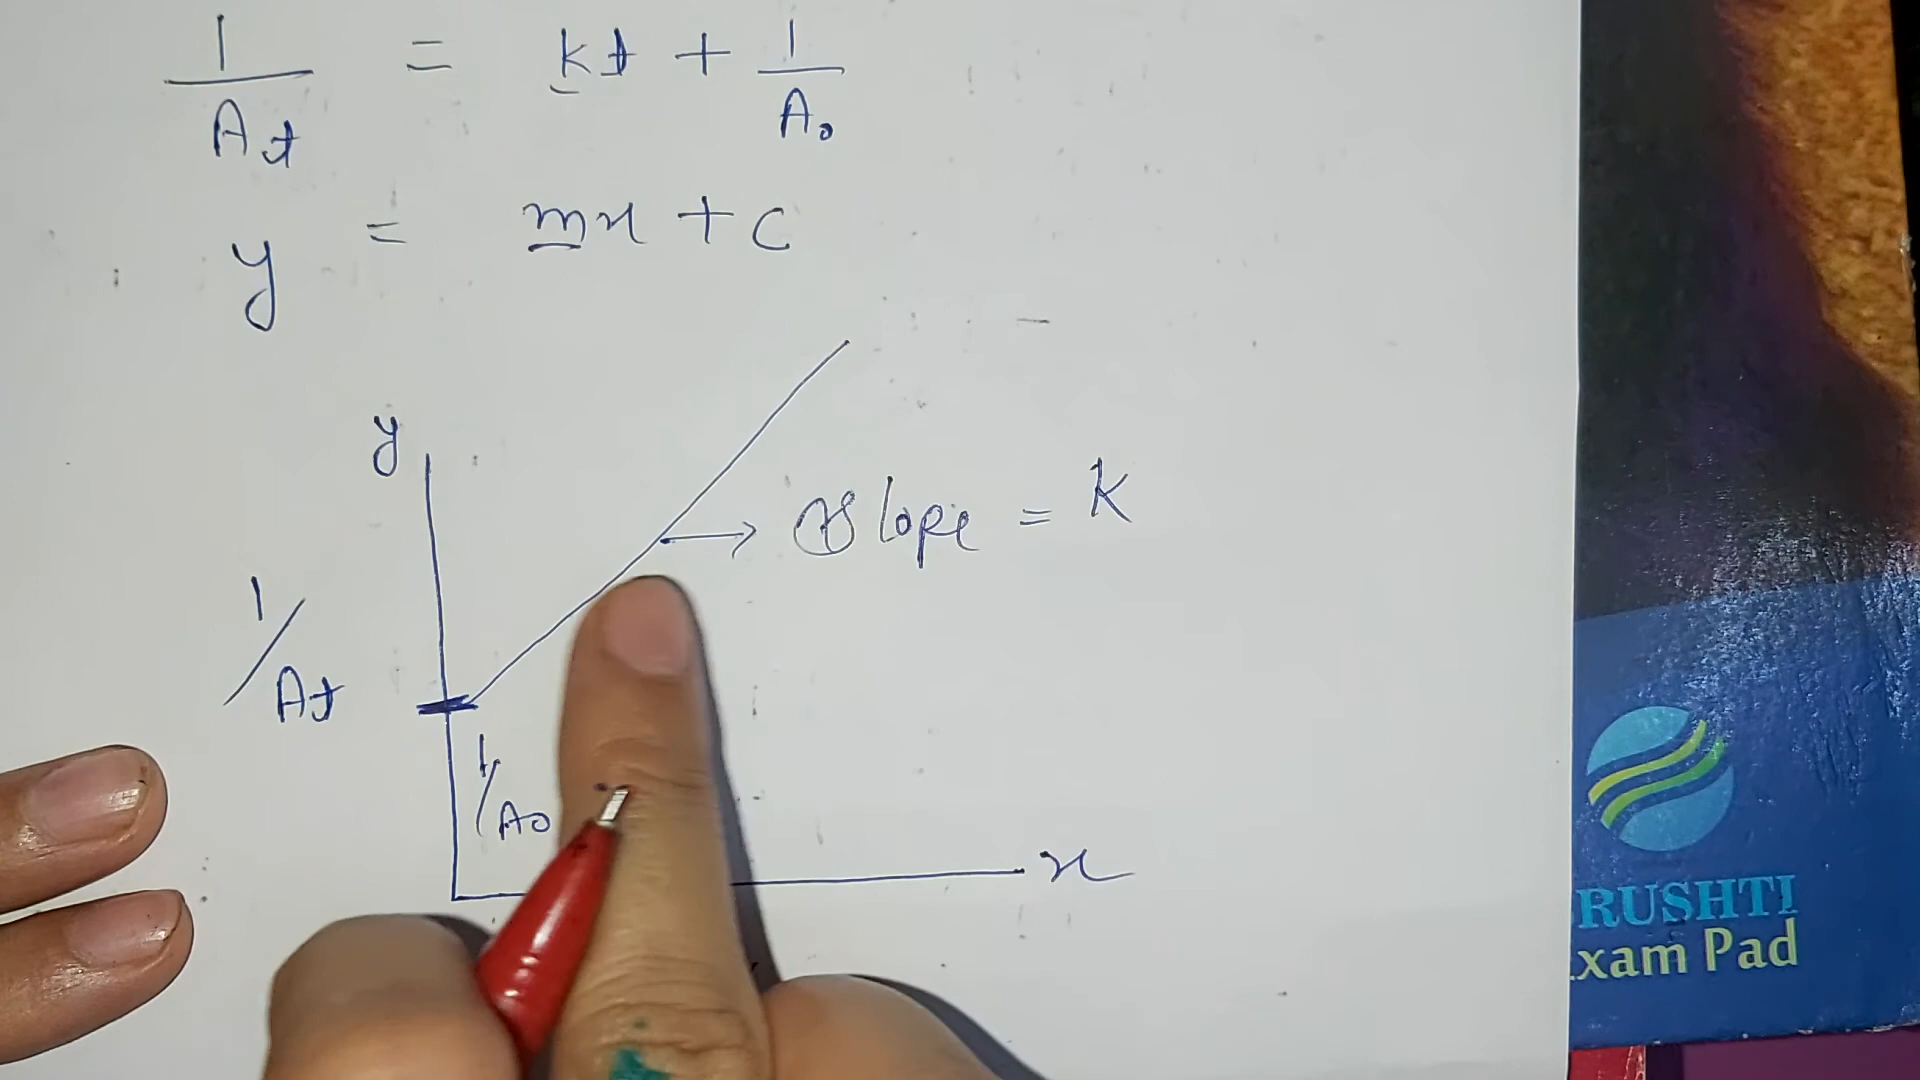 1/At = kt + 1/A₀
y = mx + c
y
Slope = k
1/At
1/A₀
x
RUSHTI
xam Pad